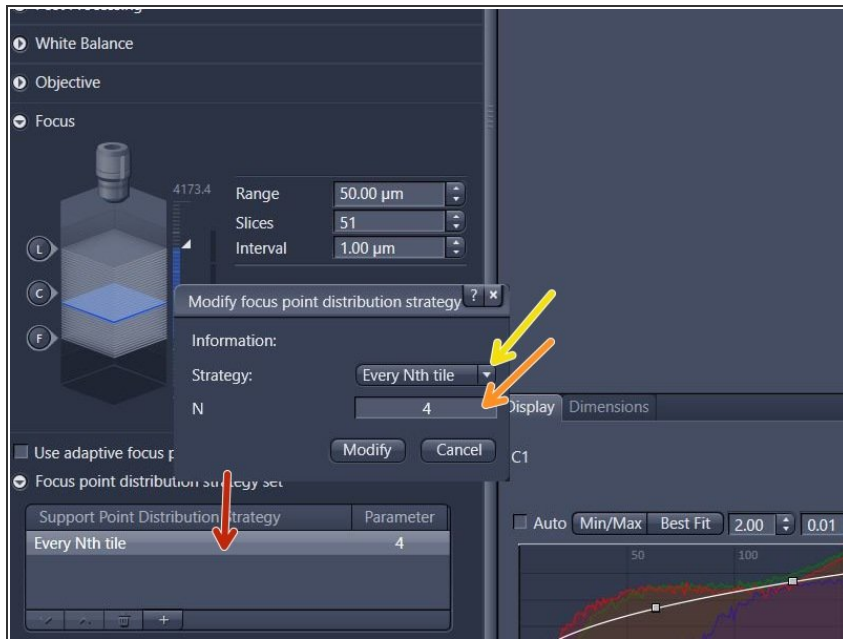 White Balance
Objective
Focus
4173.4
Range 50.00 µm
Slices 51
Interval 1.00 µm
L
C
F
Modify focus point distribution strategy ? ×
Information:
Strategy: Every Nth tile
N 4
Modify Cancel
Display Dimensions
C1
Use adaptive focus p
Focus point distribution strategy set
Support Point Distribution Strategy Parameter
Every Nth tile 4
+
Auto Min/Max Best Fit 2.00 0.01
50 100